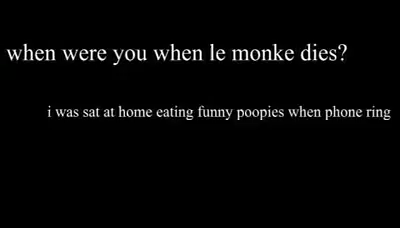 when were you when le monke dies?
i was sat at home eating funny poopies when phone ring